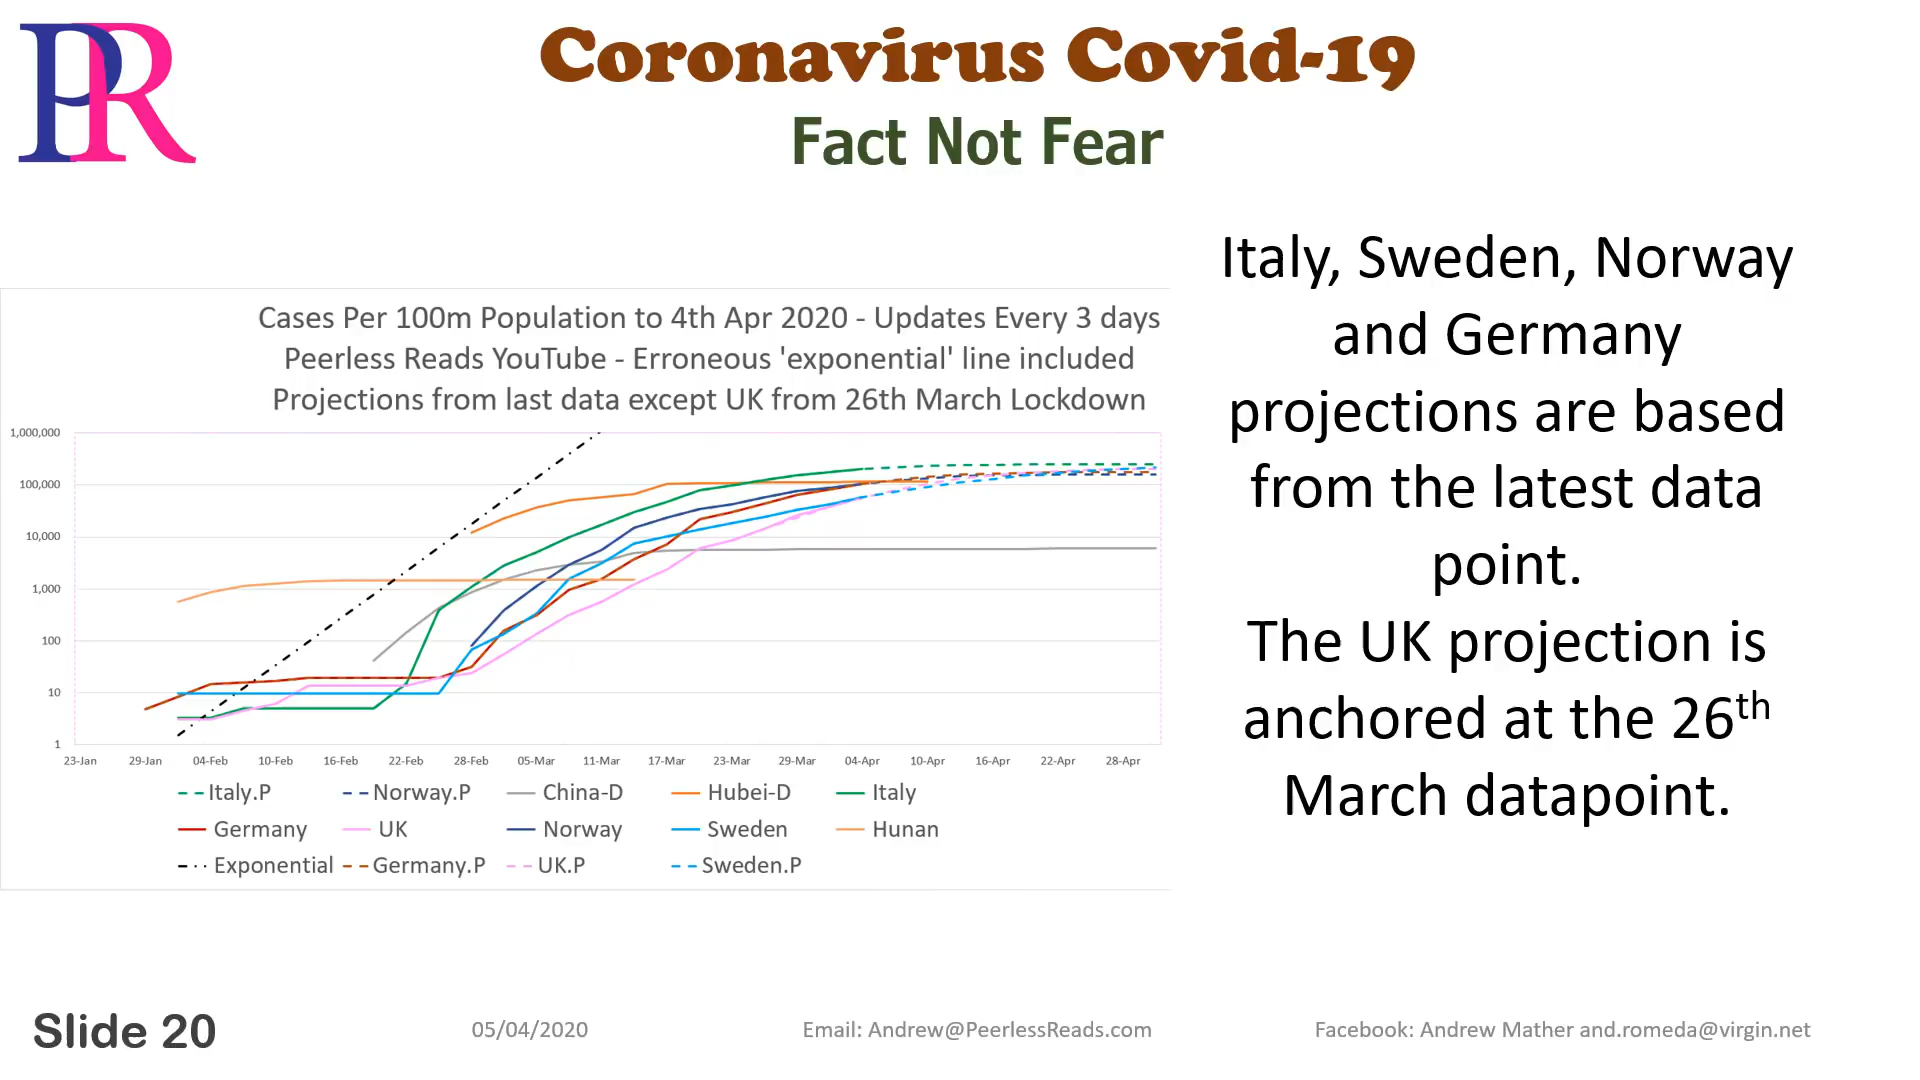 PR
Coronavirus Covid-19
Fact Not Fear
Cases Per 100m Population to 4th Apr 2020 - Updates Every 3 days
Peerless Reads YouTube - Erroneous 'exponential' line included
Projections from last data except UK from 26th March Lockdown
1,000,000
100,000
10,000
1,000
100
10
1
23-Jan 29-Jan 04-Feb 10-Feb 16-Feb 22-Feb 28-Feb 05-Mar 11-Mar 17-Mar 23-Mar 29-Mar 04-Apr 10-Apr 16-Apr 22-Apr 28-Apr
Italy.P Norway.P China-D Hubei-D Italy
Germany UK Norway Sweden Hunan
Exponential Germany.P UK.P Sweden.P
Italy, Sweden, Norway
and Germany
projections are based
from the latest data
point.
The UK projection is
anchored at the 26th
March datapoint.
Slide 20
05/04/2020
Email: Andrew@PeerlessReads.com
Facebook: Andrew Mather and.romeda@virgin.net